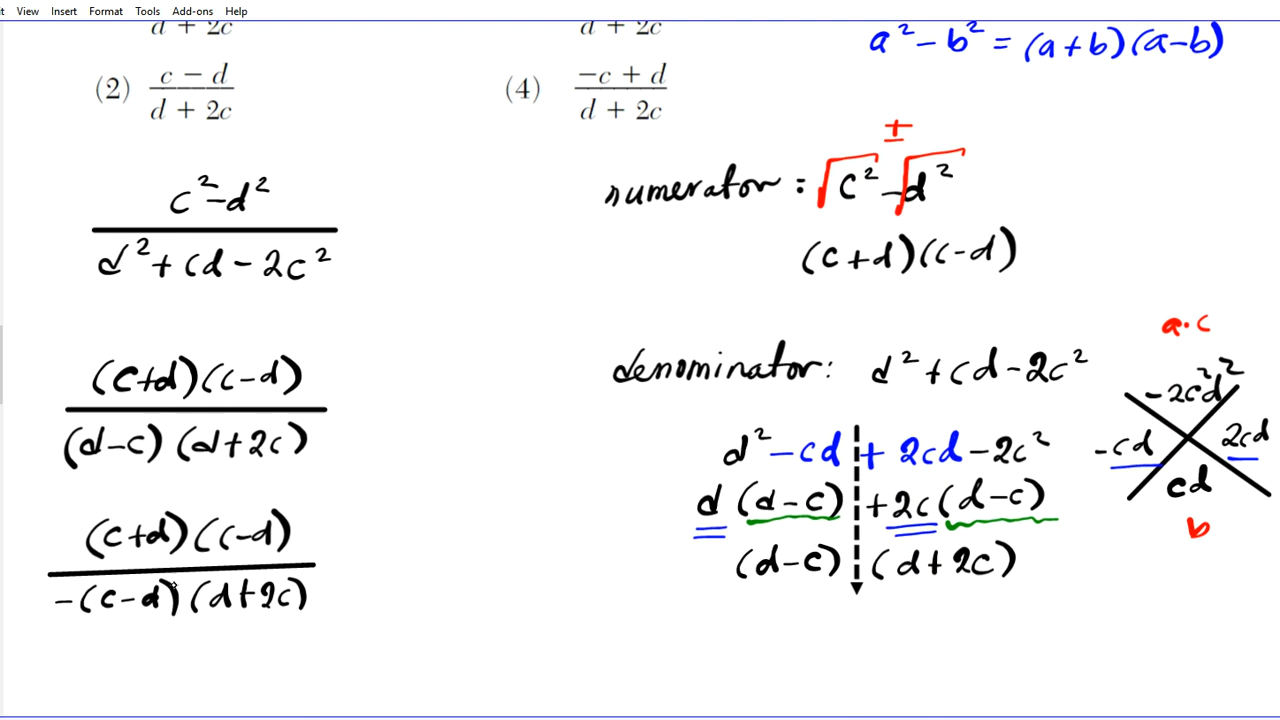 View Insert Format Tools Add-ons Help
d + 2c
d + 2c
a² - b² = (a+b)(a-b)
(2) c - d / d + 2c
(4) -c + d / d + 2c
c² - d²
d² + cd - 2c²
(c+d)(c-d)
(d-c)(d+2c)
(c+d)(c-d)
-(c-d)(d+2c)
±
numerator = √c² - √d²
(c+d)(c-d)
denominator: d² + cd - 2c²
d² - cd + 2cd - 2c²
d(d-c) + 2c(d-c)
(d-c)(d+2c)
a·c
-2c²d²
-cd 2cd
cd
b